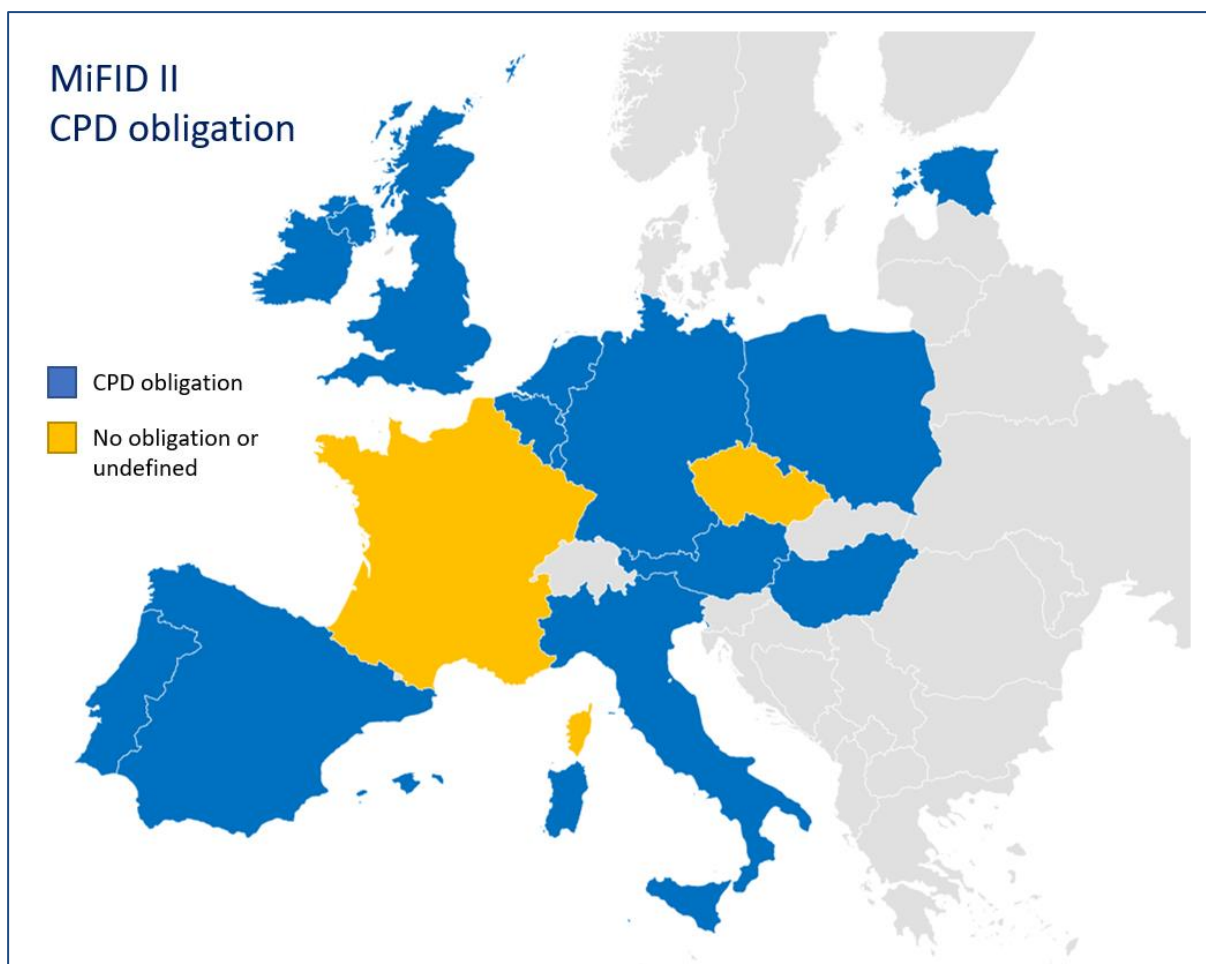 MiFID II
CPD obligation
CPD obligation
No obligation or
undefined